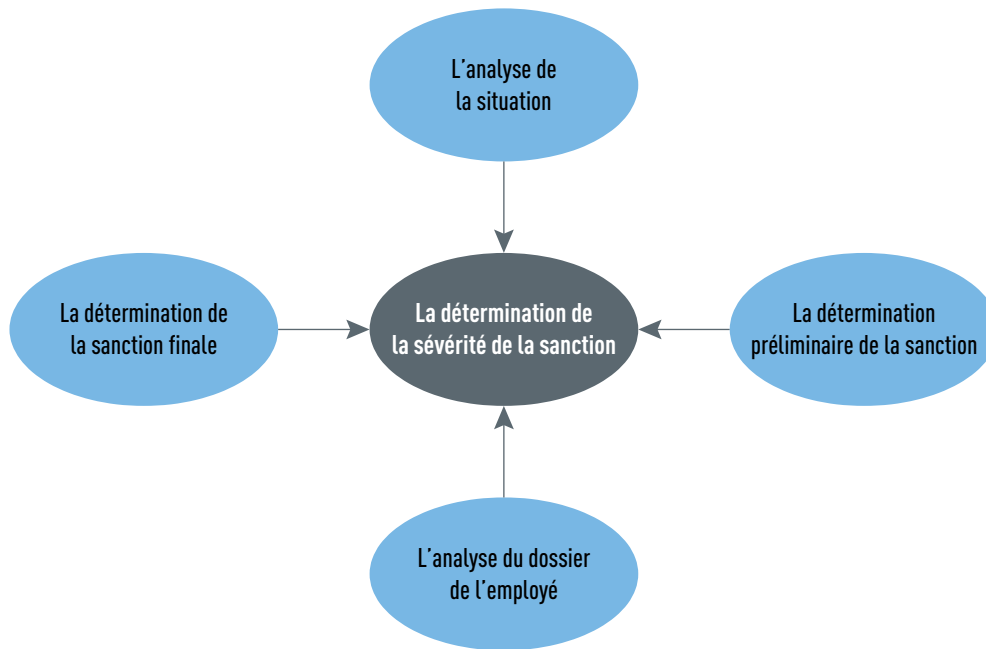 L’analyse de
la situation
La détermination de
la sanction finale
La détermination de
la sévérité de la sanction
La détermination
préliminaire de la sanction
L’analyse du dossier
de l’employé